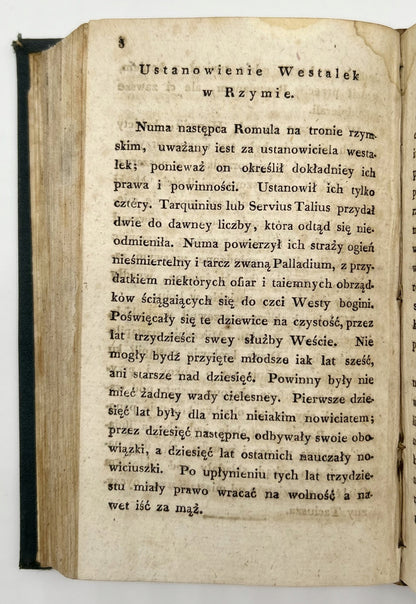 8
Ustanowienie Westalek
w Rzymie.
Numa następca Romula na tronie rzym-
skim, uważany iest za ustanowiciela westa-
lek; ponieważ on określił dokładniey ich
prawa i powinności. Ustanowił ich tylko
cztéry. Tarquinius lub Servius Talius przydał
dwie do dawney liczby, która odtąd się nie-
odmieniła. Numa powierzył ich straży ogień
nieśmiertelny i tarcz zwaną Palladium, z przy-
datkiem niektorych ofiar i taiemnych obrząd-
ków ściągaiących się do czci Westy bogini.
Poświęcały się te dziewice na czystość, przez
lat trzydzieści swey służby Weście. Nie
mogły bydź przyięte młodsze iak lat sześć,
ani starsze nad dziesięć. Powinny były nie
mieć żadney wady cielesney. Pierwsze dzie-
sięć lat były dla nich nieiakim nowiciatem;
przez dziesięć następne, odbywały swoie obo-
wiązki, a dziesięć lat ostatnich nauczały no-
wiciuszki. Po upłynieniu tych lat trzydzie-
stu miały prawo wracać na wolność a na-
wet iść za mąż.